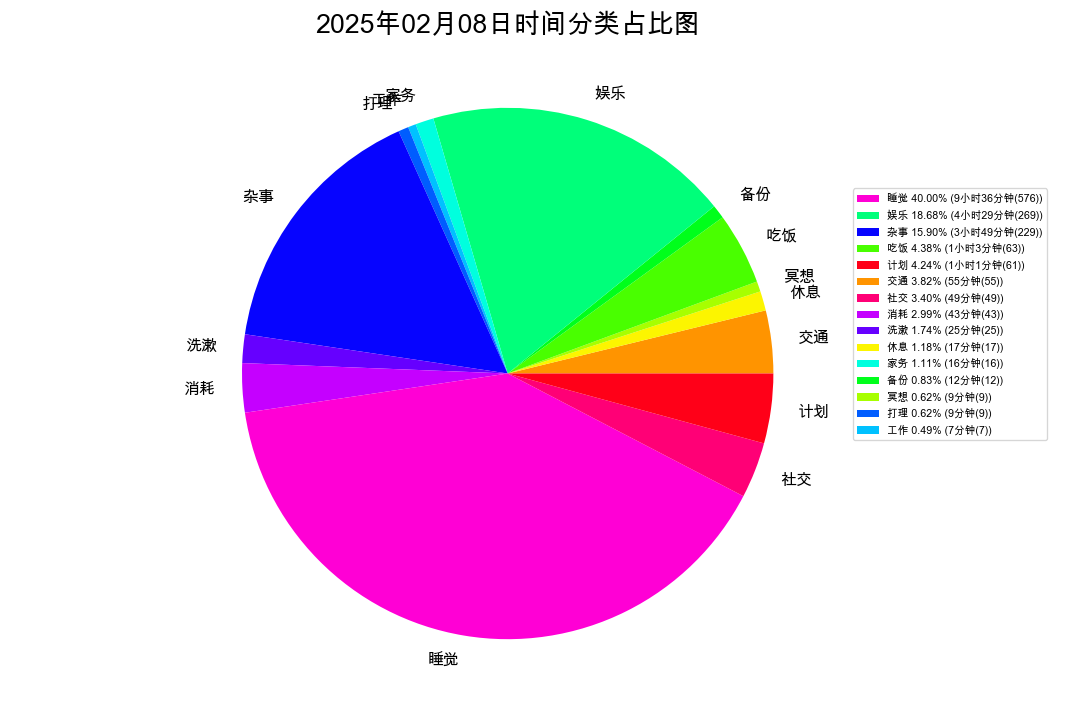 2025年02月08日时间分类占比图
娱乐
家务
工作
打理
备份
杂事
吃饭
冥想
休息
交通
洗漱
消耗
计划
社交
睡觉
睡觉 40.00% (9小时36分钟(576))
娱乐 18.68% (4小时29分钟(269))
杂事 15.90% (3小时49分钟(229))
吃饭 4.38% (1小时3分钟(63))
计划 4.24% (1小时1分钟(61))
交通 3.82% (55分钟(55))
社交 3.40% (49分钟(49))
消耗 2.99% (43分钟(43))
洗漱 1.74% (25分钟(25))
休息 1.18% (17分钟(17))
家务 1.11% (16分钟(16))
备份 0.83% (12分钟(12))
冥想 0.62% (9分钟(9))
打理 0.62% (9分钟(9))
工作 0.49% (7分钟(7))